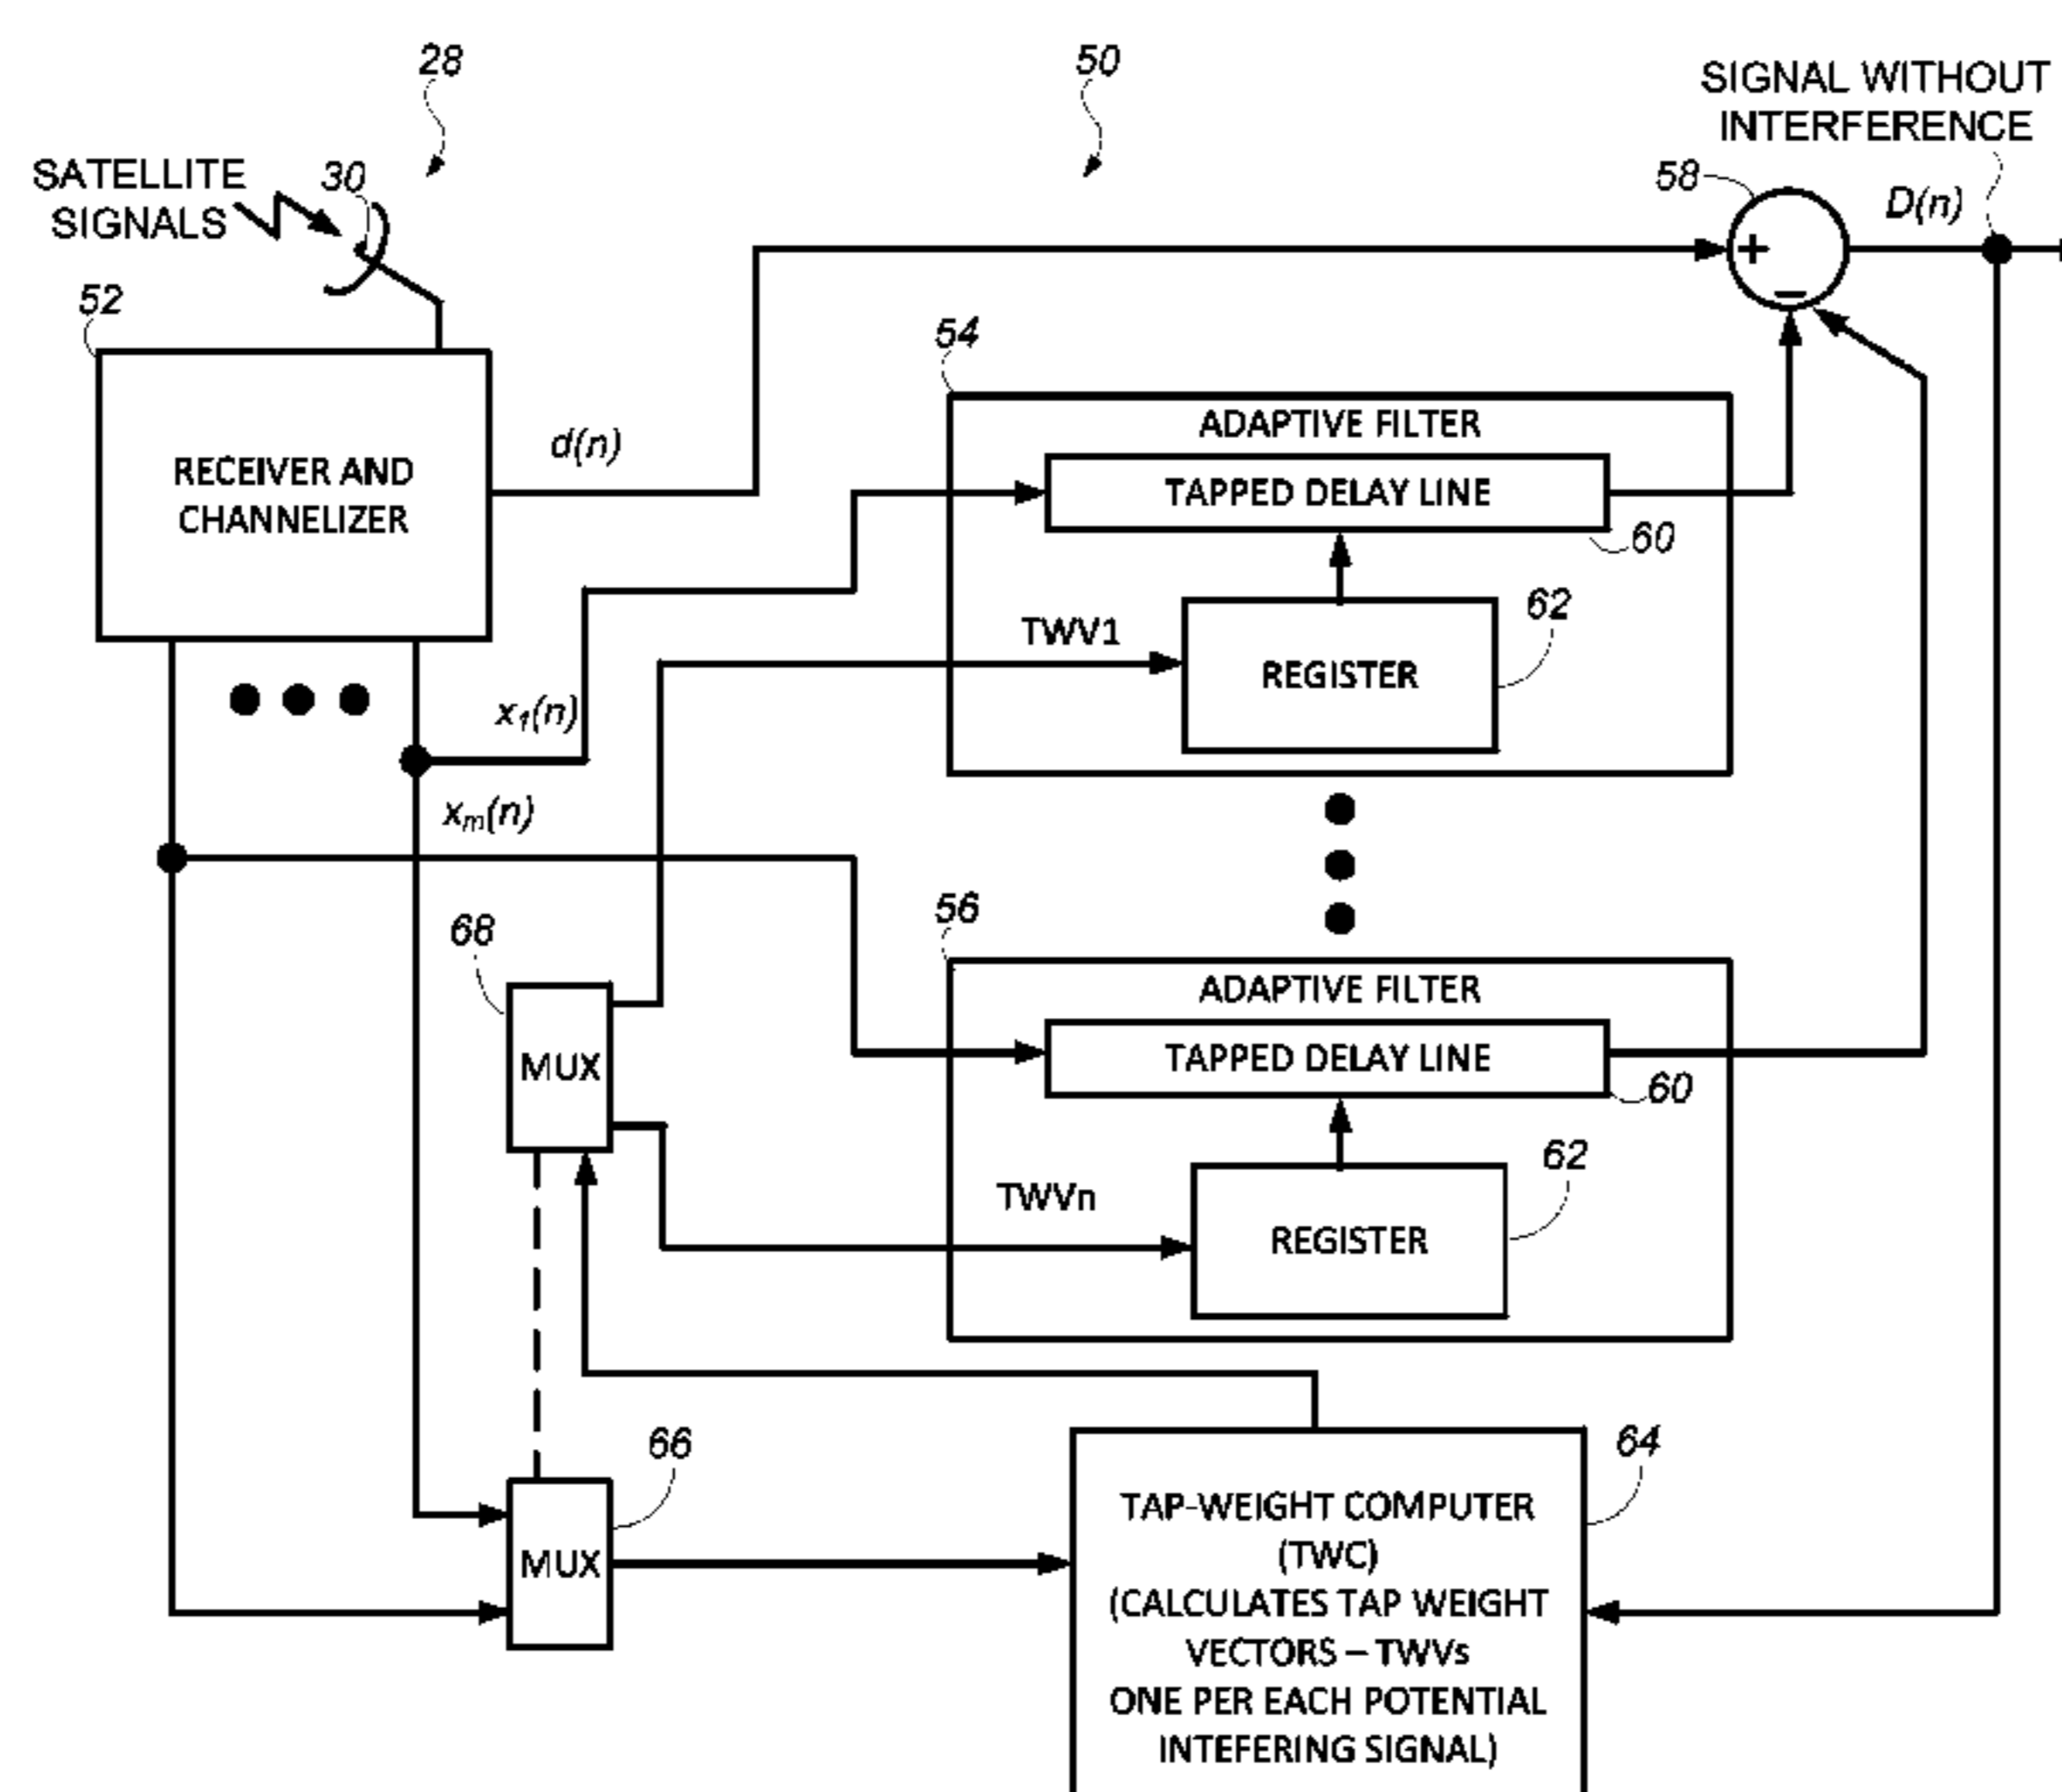 28
50
SIGNAL WITHOUT
INTERFERENCE
SATELLITE
SIGNALS
30
58
D(n)
+
−
52
54
RECEIVER AND
CHANNELIZER
d(n)
ADAPTIVE FILTER
TAPPED DELAY LINE
60
62
TWV1
REGISTER
x₁(n)
xₘ(n)
68
56
ADAPTIVE FILTER
MUX
TAPPED DELAY LINE
60
62
TWVn
REGISTER
66
64
MUX
TAP-WEIGHT COMPUTER
(TWC)
(CALCULATES TAP WEIGHT
VECTORS – TWVs
ONE PER EACH POTENTIAL
INTEFERING SIGNAL)